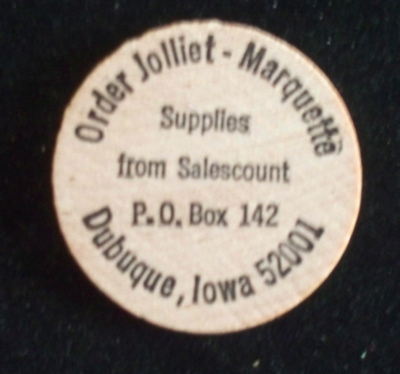 Order Jolliet - Marquette
Supplies
from Salescount
P.O. Box 142
Dubuque, Iowa 52001